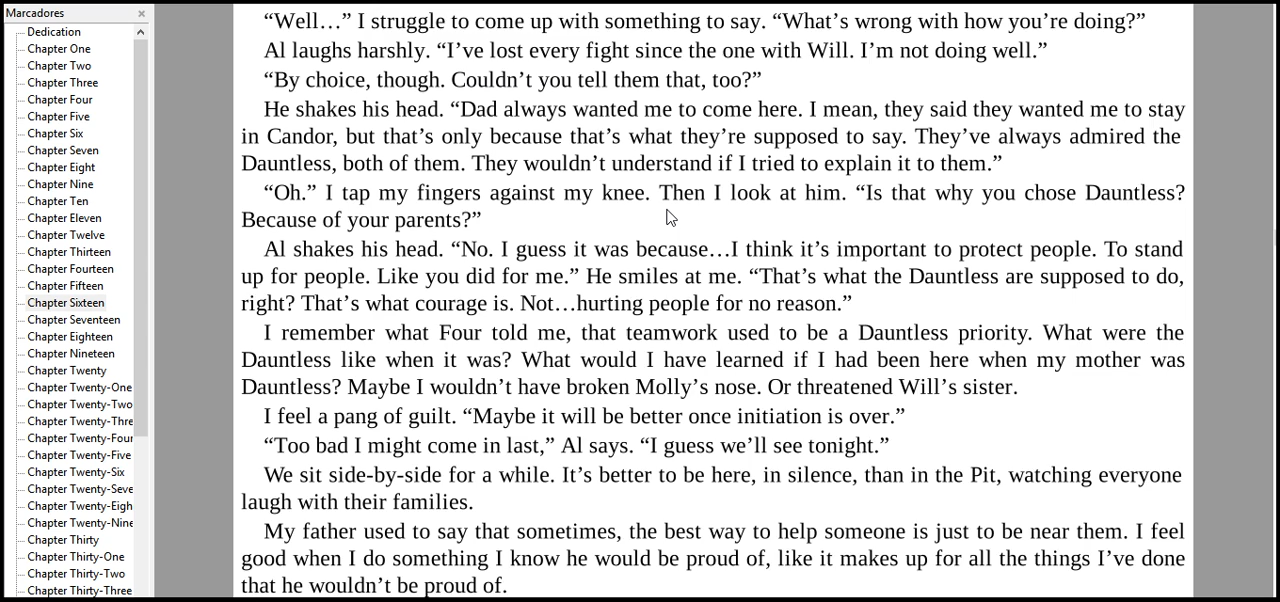 Marcadores
Dedication
Chapter One
Chapter Two
Chapter Three
Chapter Four
Chapter Five
Chapter Six
Chapter Seven
Chapter Eight
Chapter Nine
Chapter Ten
Chapter Eleven
Chapter Twelve
Chapter Thirteen
Chapter Fourteen
Chapter Fifteen
Chapter Sixteen
Chapter Seventeen
Chapter Eighteen
Chapter Nineteen
Chapter Twenty
Chapter Twenty-One
Chapter Twenty-Two
Chapter Twenty-Thre
Chapter Twenty-Four
Chapter Twenty-Five
Chapter Twenty-Six
Chapter Twenty-Seve
Chapter Twenty-Eigh
Chapter Twenty-Nine
Chapter Thirty
Chapter Thirty-One
Chapter Thirty-Two
Chapter Thirty-Three
“Well…” I struggle to come up with something to say. “What’s wrong with how you’re doing?”
Al laughs harshly. “I’ve lost every fight since the one with Will. I’m not doing well.”
“By choice, though. Couldn’t you tell them that, too?”
He shakes his head. “Dad always wanted me to come here. I mean, they said they wanted me to stay
in Candor, but that’s only because that’s what they’re supposed to say. They’ve always admired the
Dauntless, both of them. They wouldn’t understand if I tried to explain it to them.”
“Oh.” I tap my fingers against my knee. Then I look at him. “Is that why you chose Dauntless?
Because of your parents?”
Al shakes his head. “No. I guess it was because…I think it’s important to protect people. To stand
up for people. Like you did for me.” He smiles at me. “That’s what the Dauntless are supposed to do,
right? That’s what courage is. Not…hurting people for no reason.”
I remember what Four told me, that teamwork used to be a Dauntless priority. What were the
Dauntless like when it was? What would I have learned if I had been here when my mother was
Dauntless? Maybe I wouldn’t have broken Molly’s nose. Or threatened Will’s sister.
I feel a pang of guilt. “Maybe it will be better once initiation is over.”
“Too bad I might come in last,” Al says. “I guess we’ll see tonight.”
We sit side-by-side for a while. It’s better to be here, in silence, than in the Pit, watching everyone
laugh with their families.
My father used to say that sometimes, the best way to help someone is just to be near them. I feel
good when I do something I know he would be proud of, like it makes up for all the things I’ve done
that he wouldn’t be proud of.